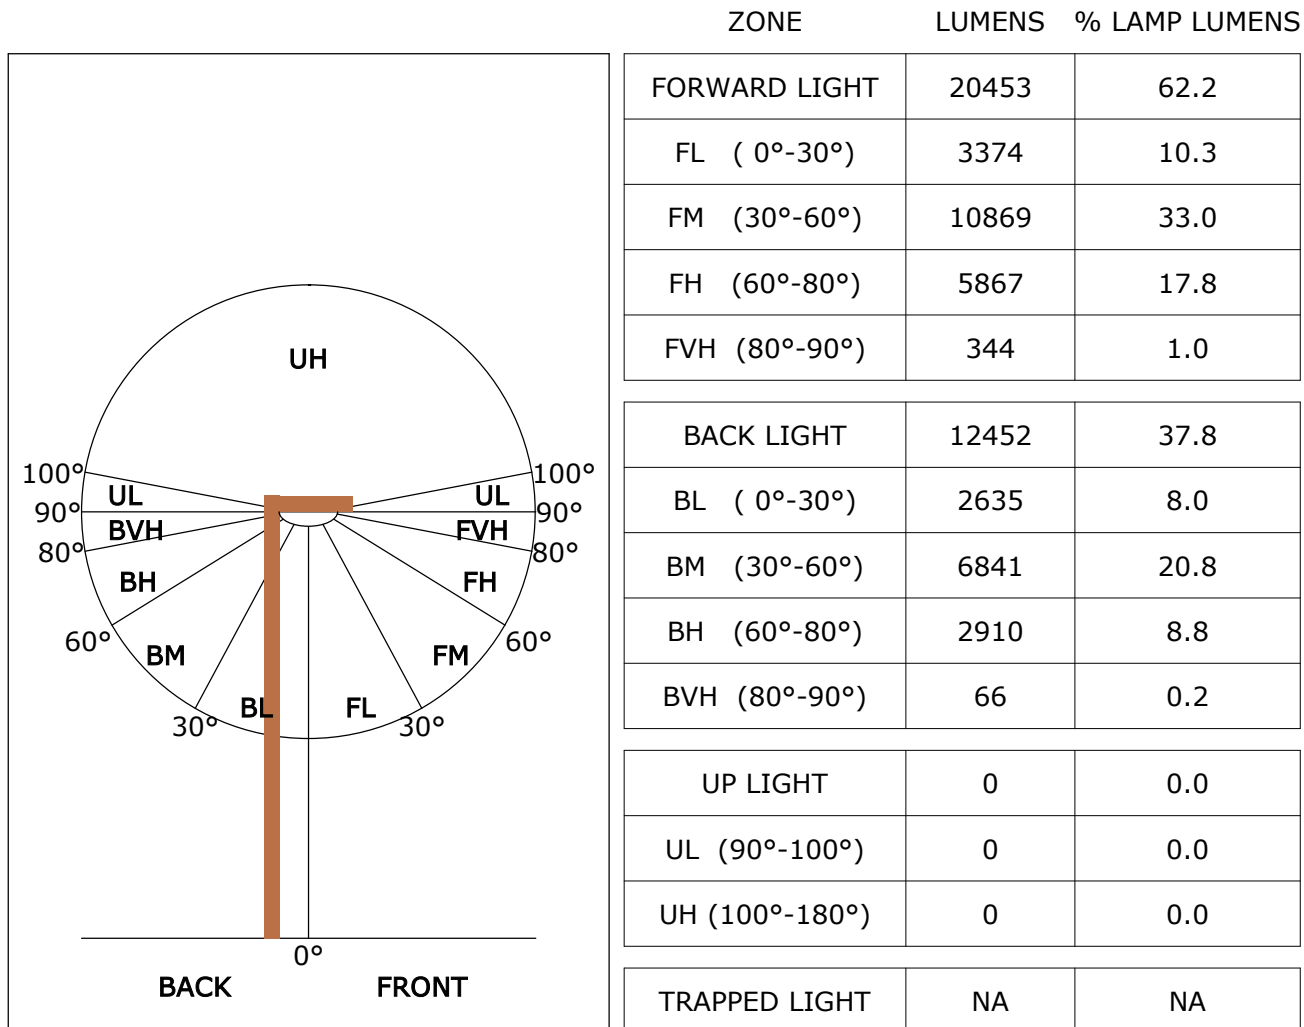 ZONE LUMENS % LAMP LUMENS
FORWARD LIGHT 20453 62.2
FL ( 0°-30°) 3374 10.3
FM (30°-60°) 10869 33.0
FH (60°-80°) 5867 17.8
FVH (80°-90°) 344 1.0
BACK LIGHT 12452 37.8
BL ( 0°-30°) 2635 8.0
BM (30°-60°) 6841 20.8
BH (60°-80°) 2910 8.8
BVH (80°-90°) 66 0.2
UP LIGHT 0 0.0
UL (90°-100°) 0 0.0
UH (100°-180°) 0 0.0
TRAPPED LIGHT NA NA
UH
100° 100°
UL UL
90° 90°
BVH FVH
80° 80°
BH FH
60° 60°
BM FM
BL FL
30° 30°
0°
BACK FRONT